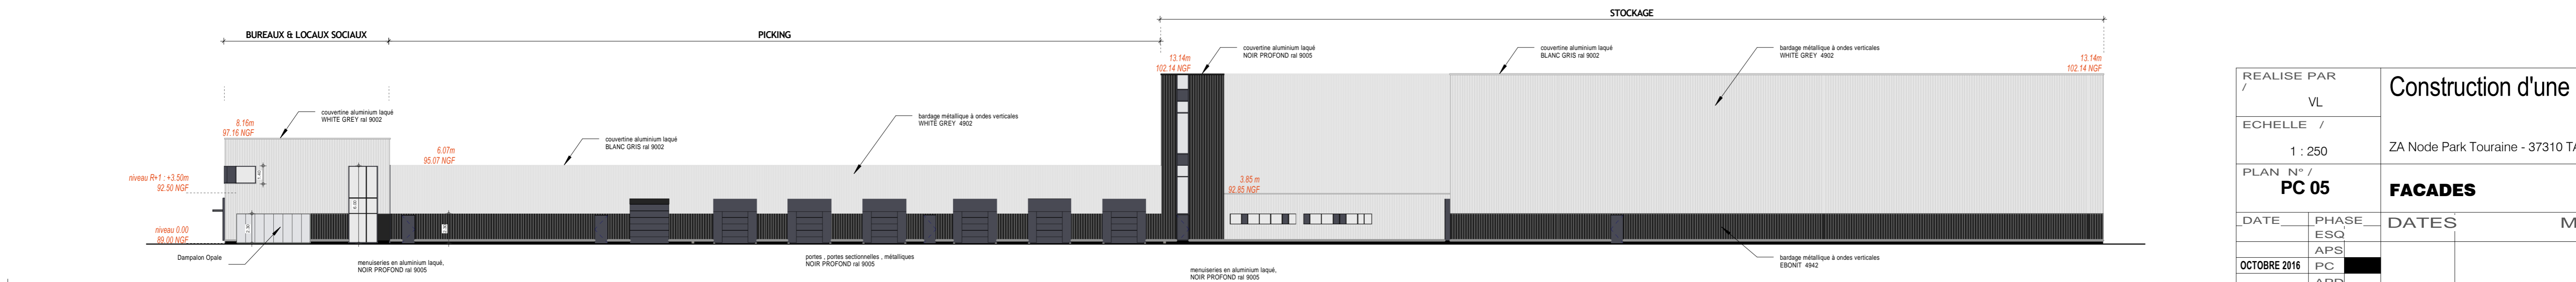 STOCKAGE
BUREAUX & LOCAUX SOCIAUX
PICKING
couvertine aluminium laqué
NOIR PROFOND ral 9005
couvertine aluminium laqué
BLANC GRIS ral 9002
bardage métallique à ondes verticales
WHITE GREY 4902
13.14m
102.14 NGF
13.14m
102.14 NGF
couvertine aluminium laqué
WHITE GREY ral 9002
8.16m
97.16 NGF
bardage métallique à ondes verticales
WHITE GREY 4902
couvertine aluminium laqué
BLANC GRIS ral 9002
6.07m
95.07 NGF
niveau R+1 : +3.50m
92.50 NGF
3.85 m
92.85 NGF
niveau 0.00
89.00 NGF
Dampalon Opale
menuiseries en aluminium laqué,
NOIR PROFOND ral 9005
portes , portes sectionnelles , métalliques
NOIR PROFOND ral 9005
menuiseries en aluminium laqué,
NOIR PROFOND ral 9005
bardage métallique à ondes verticales
EBONIT 4942
REALISE PAR
/
VL
Construction d'une
ECHELLE /
1 : 250
ZA Node Park Touraine - 37310 TA
PLAN N° /
PC 05
FACADES
DATE
PHASE
DATES
M
ESQ
APS
OCTOBRE 2016
PC
APD